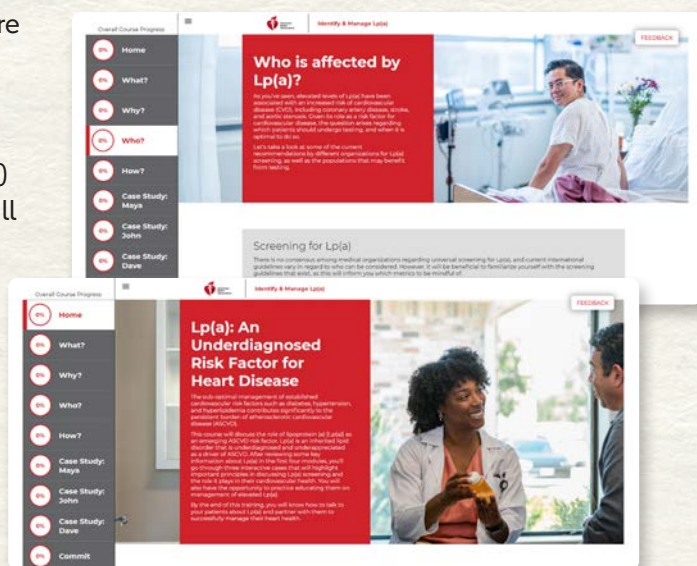 re
0
ll
Overall Course Progress
0% Home
0% What?
0% Why?
0% Who?
0% How?
0% Case Study:
Maya
0% Case Study:
John
0% Case Study:
Dave
Identify & Manage Lp(a)
FEEDBACK
Who is affected by
Lp(a)?
As you've seen, elevated levels of Lp(a) have been
associated with an increased risk of cardiovascular
disease (CVD), including coronary artery disease, stroke,
and aortic stenosis. Given its role as a risk factor for
cardiovascular disease, the question arises regarding
which patients should undergo testing, and when it is
optimal to do so.
Let's take a look at some of the current
recommendations by different organizations for Lp(a)
screening, as well as the populations that may benefit
from testing.
Screening for Lp(a)
There is no consensus among medical organizations regarding universal screening for Lp(a), and current international
guidelines vary in regard to who can be considered. However, it will be beneficial to familiarize yourself with the screening
guidelines that exist, as this will inform you which metrics to be mindful of.
Overall Course Progress
0% Home
0% What?
0% Why?
0% Who?
0% How?
0% Case Study:
Maya
0% Case Study:
John
0% Case Study:
Dave
0% Commit
Identify & Manage Lp(a)
FEEDBACK
Lp(a): An
Underdiagnosed
Risk Factor for
Heart Disease
The sub-optimal management of established
cardiovascular risk factors such as diabetes, hypertension,
and hyperlipidemia contributes significantly to the
persistent burden of atherosclerotic cardiovascular
disease (ASCVD).
This course will discuss the role of lipoprotein (a) [Lp(a)] as
an emerging ASCVD risk factor. Lp(a) is an inherited lipid
disorder that is underdiagnosed and underappreciated
as a driver of ASCVD. After reviewing some key
information about Lp(a) in the first four modules, you'll
go through three interactive cases that will highlight
important principles in discussing Lp(a) screening and
the role it plays in their cardiovascular health. You will
also have the opportunity to practice educating them on
management of elevated Lp(a).
By the end of this training, you will know how to talk to
your patients about Lp(a) and partner with them to
successfully manage their heart health.